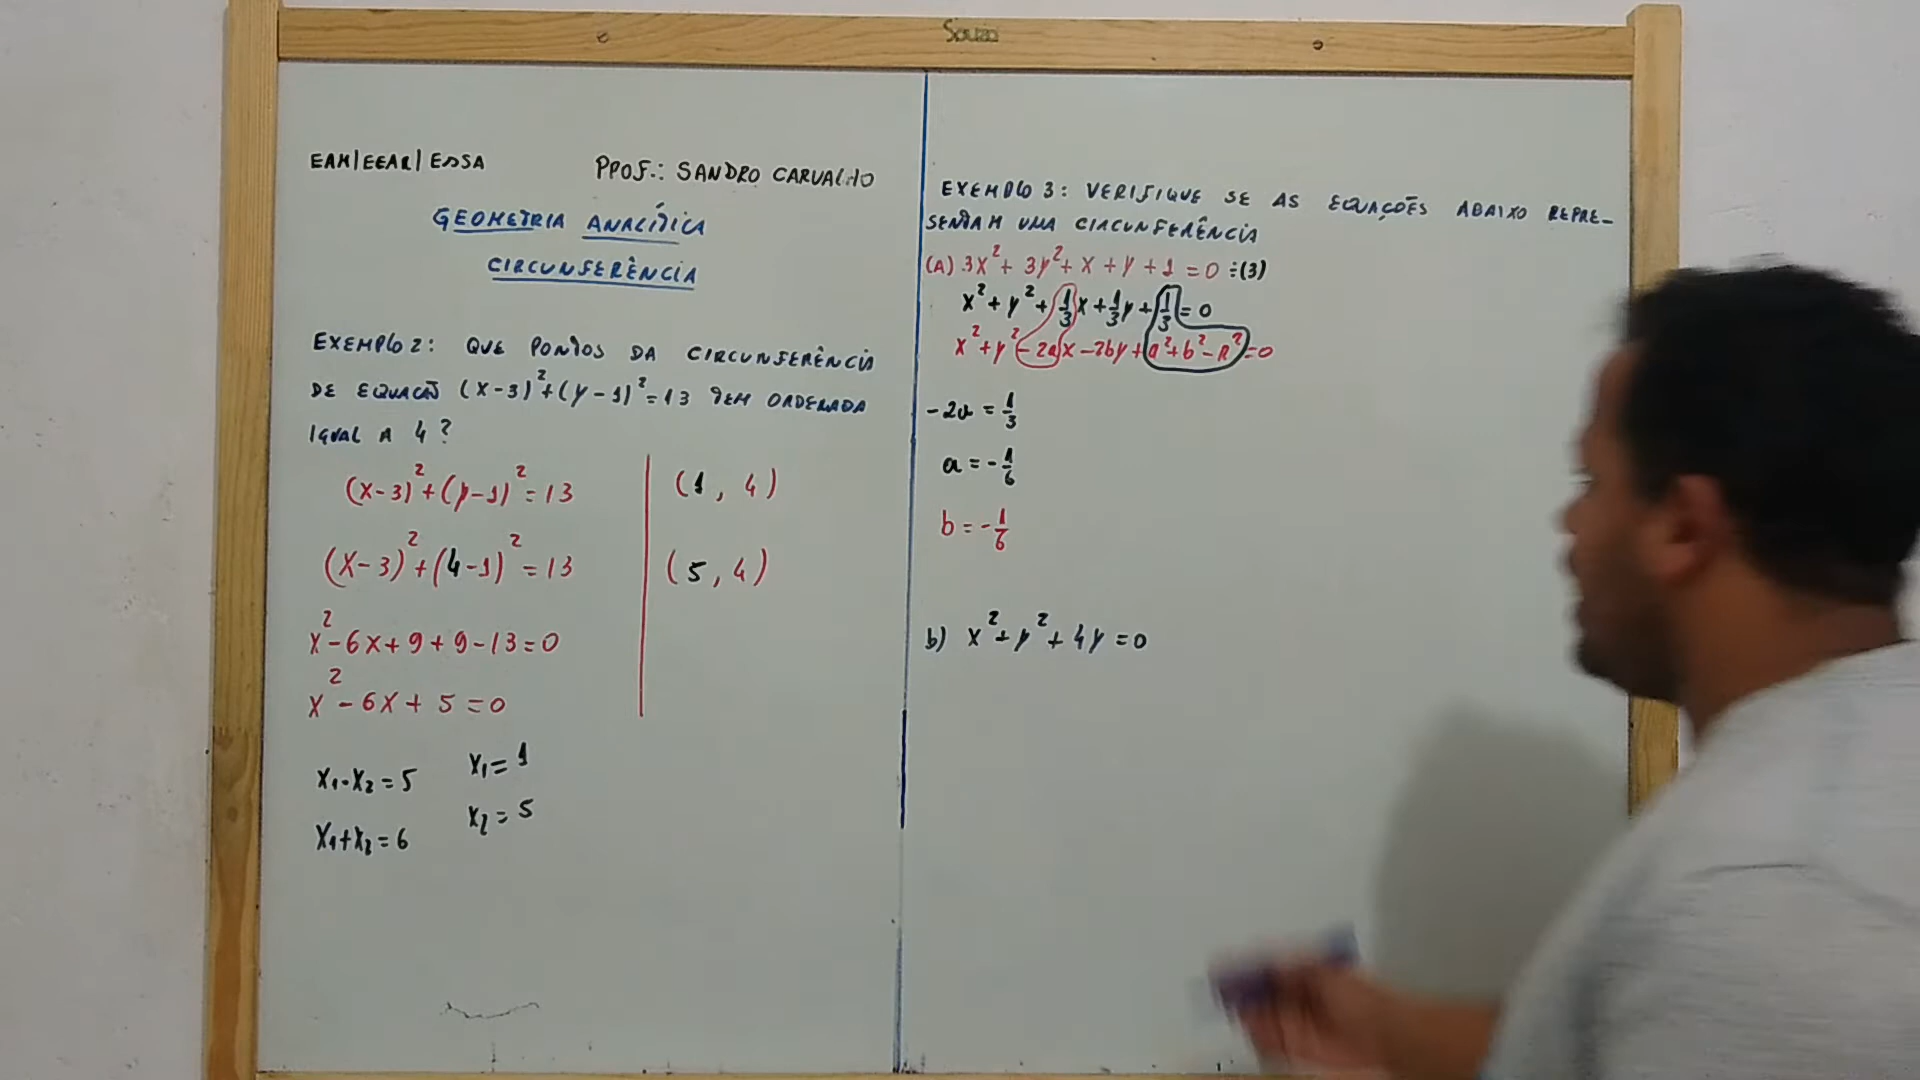 Souza
EAM|EEAR|ESSA
PROF.: SANDRO CARVALHO
GEOMETRIA ANALÍTICA
CIRCUNFERÊNCIA
EXEMPLO 2: QUE PONTOS DA CIRCUNFERÊNCIA
DE EQUAÇÃO (x-3)²+(y-1)²=13 TEM ORDENADA
IGUAL A 4?
(x-3)²+(y-1)²=13
(x-3)²+(4-1)²=13
x²-6x+9+9-13=0
x²-6x+5=0
x₁·x₂=5
x₁+x₂=6
x₁=1
x₂=5
(1, 4)
(5, 4)
EXEMPLO 3: VERIFIQUE SE AS EQUAÇÕES ABAIXO REPRE-
SENTAM UMA CIRCUNFERÊNCIA
(A) 3x²+3y²+x+y+1=0 ÷(3)
x²+y²+1/3x+1/3y+1/3=0
x²+y²-2ax-2by+a²+b²-R²=0
-2a=1/3
a=-1/6
b=-1/6
b) x²+y²+4y=0